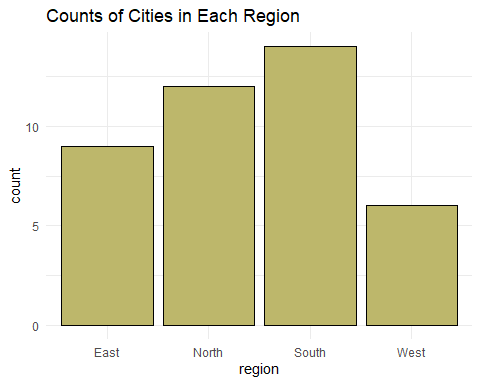 Counts of Cities in Each Region
count
10
5
0
East North South West
region